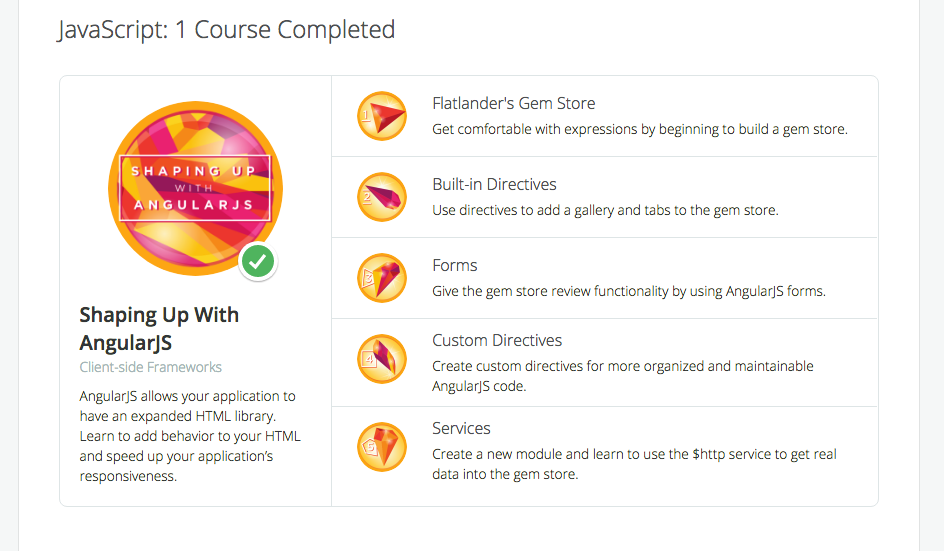 JavaScript: 1 Course Completed
SHAPING UP
WITH
ANGULARJS
Shaping Up With
AngularJS
Client-side Frameworks
AngularJS allows your application to
have an expanded HTML library.
Learn to add behavior to your HTML
and speed up your application’s
responsiveness.
1
Flatlander's Gem Store
Get comfortable with expressions by beginning to build a gem store.
2
Built-in Directives
Use directives to add a gallery and tabs to the gem store.
3
Forms
Give the gem store review functionality by using AngularJS forms.
4
Custom Directives
Create custom directives for more organized and maintainable
AngularJS code.
5
Services
Create a new module and learn to use the $http service to get real
data into the gem store.